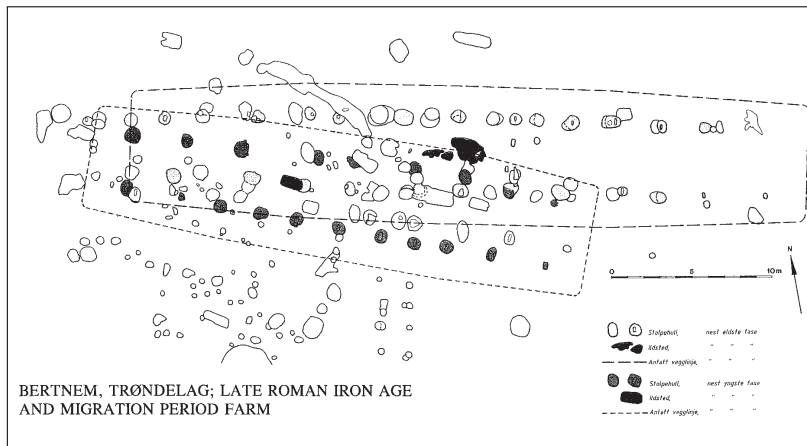 N
0 5 10 m
Stolpehull, nest eldste fase
Ildsted, " " "
Antatt vegglinje, " " "
Stolpehull, nest yngste fase
Ildsted, " " "
Antatt vegglinje, " " "
BERTNEM, TRØNDELAG; LATE ROMAN IRON AGE
AND MIGRATION PERIOD FARM